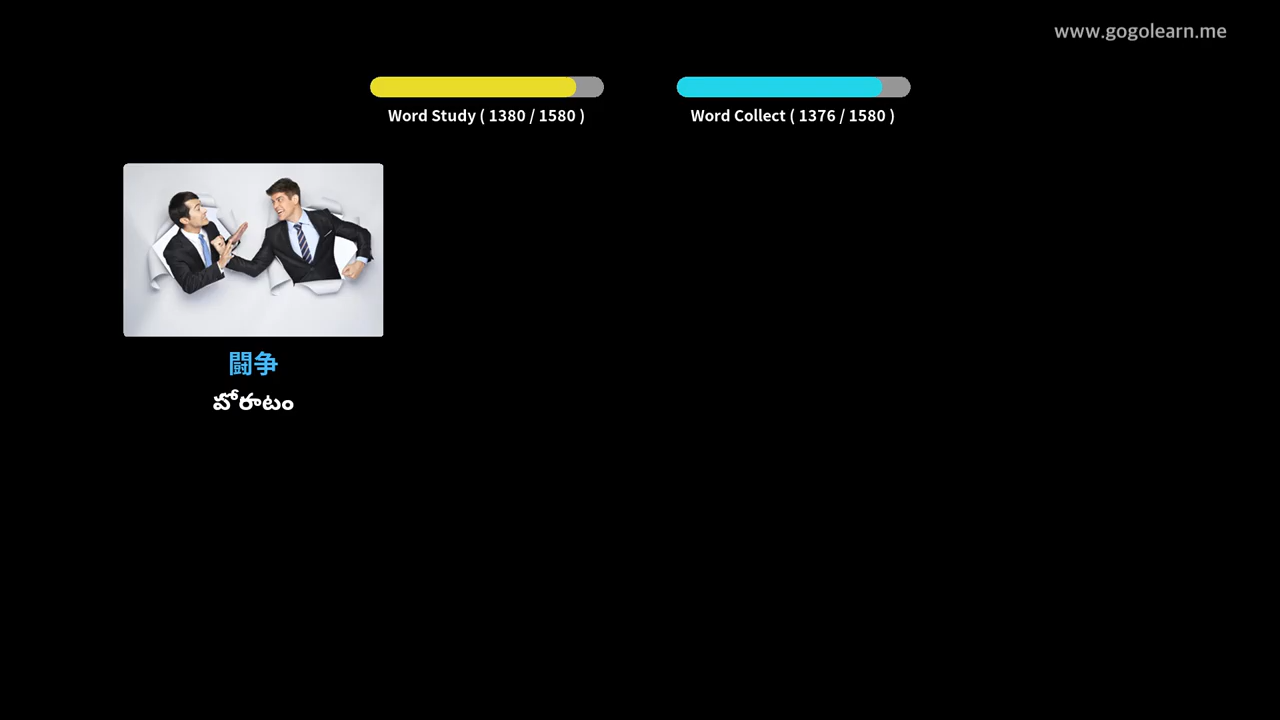 www.gogolearn.me
Word Study ( 1380 / 1580 )
Word Collect ( 1376 / 1580 )
闘争
పోరాటం